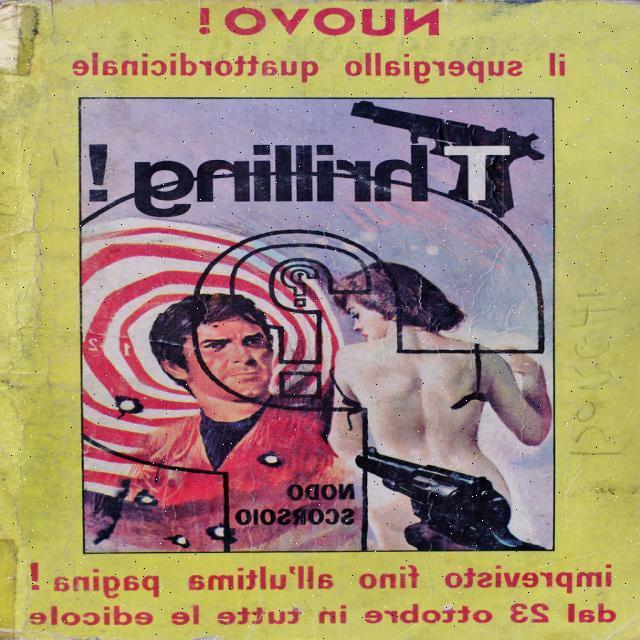 NUOVO!
il supergiallo quattordicinale
Thrilling!
NODO
SCORSOIO
imprevisto fino all'ultima pagina!
dal 23 ottobre in tutte le edicole